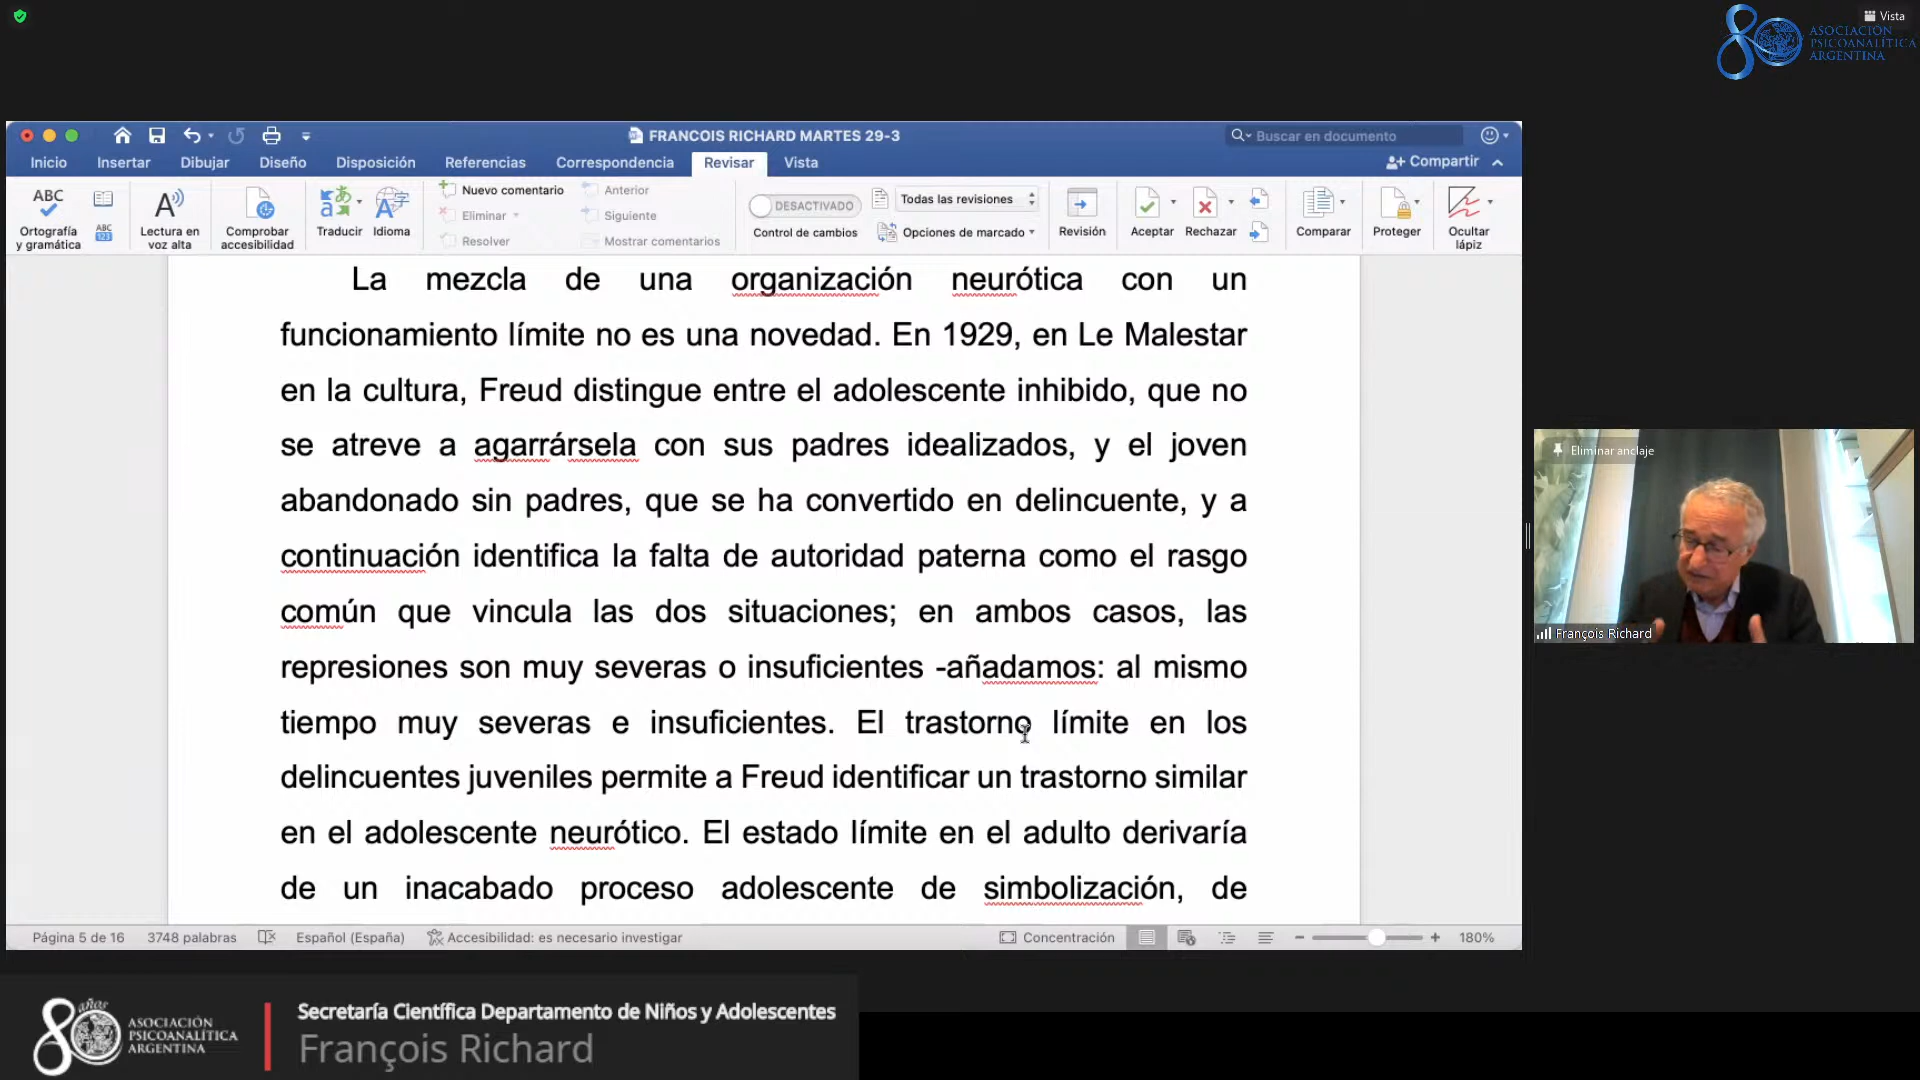 Vista
80
ASOCIACIÓN
PSICOANALÍTICA
ARGENTINA
FRANCOIS RICHARD MARTES 29-3
Buscar en documento
Inicio Insertar Dibujar Diseño Disposición Referencias Correspondencia Revisar Vista Compartir
ABC
Ortografía
y gramática
ABC
123
A
Lectura en
voz alta
Comprobar
accesibilidad
Traducir
Idioma
Nuevo comentario
Eliminar
Resolver
Anterior
Siguiente
Mostrar comentarios
DESACTIVADO
Control de cambios
Todas las revisiones
Opciones de marcado
Revisión
Aceptar
Rechazar
Comparar
Proteger
Ocultar
lápiz
La mezcla de una organización neurótica con un
funcionamiento límite no es una novedad. En 1929, en Le Malestar
en la cultura, Freud distingue entre el adolescente inhibido, que no
se atreve a agarrársela con sus padres idealizados, y el joven
abandonado sin padres, que se ha convertido en delincuente, y a
continuación identifica la falta de autoridad paterna como el rasgo
común que vincula las dos situaciones; en ambos casos, las
represiones son muy severas o insuficientes -añadamos: al mismo
tiempo muy severas e insuficientes. El trastorno límite en los
delincuentes juveniles permite a Freud identificar un trastorno similar
en el adolescente neurótico. El estado límite en el adulto derivaría
de un inacabado proceso adolescente de simbolización, de
Eliminar anclaje
François Richard
Página 5 de 16 3748 palabras Español (España) Accesibilidad: es necesario investigar Concentración 180%
80 años
ASOCIACIÓN
PSICOANALÍTICA
ARGENTINA
Secretaría Científica Departamento de Niños y Adolescentes
François Richard